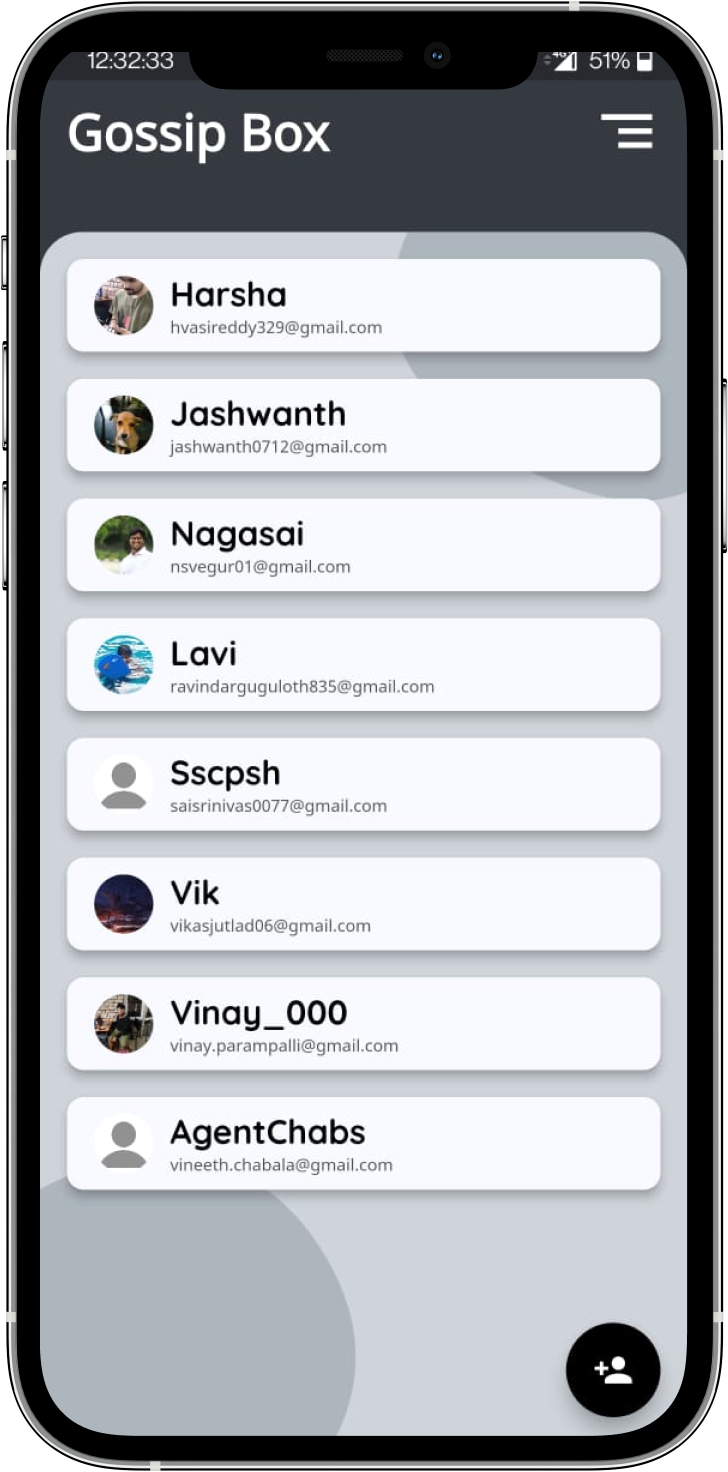 12:32:33 4G 51%
Gossip Box
Harsha
hvasireddy329@gmail.com
Jashwanth
jashwanth0712@gmail.com
Nagasai
nsvegur01@gmail.com
Lavi
ravindarguguloth835@gmail.com
Sscpsh
saisrinivas0077@gmail.com
Vik
vikasjutlad06@gmail.com
Vinay_000
vinay.parampalli@gmail.com
AgentChabs
vineeth.chabala@gmail.com